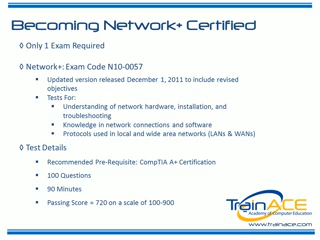 Becoming Network+ Certified
◊ Only 1 Exam Required
◊ Network+: Exam Code N10-0057
▪ Updated version released December 1, 2011 to include revised
objectives
▪ Tests For:
▪ Understanding of network hardware, installation, and
troubleshooting
▪ Knowledge in network connections and software
▪ Protocols used in local and wide area networks (LANs & WANs)
◊ Test Details
▪ Recommended Pre-Requisite: CompTIA A+ Certification
▪ 100 Questions
▪ 90 Minutes
▪ Passing Score = 720 on a scale of 100-900
TrainACE
Academy of Computer Education
www.trainace.com